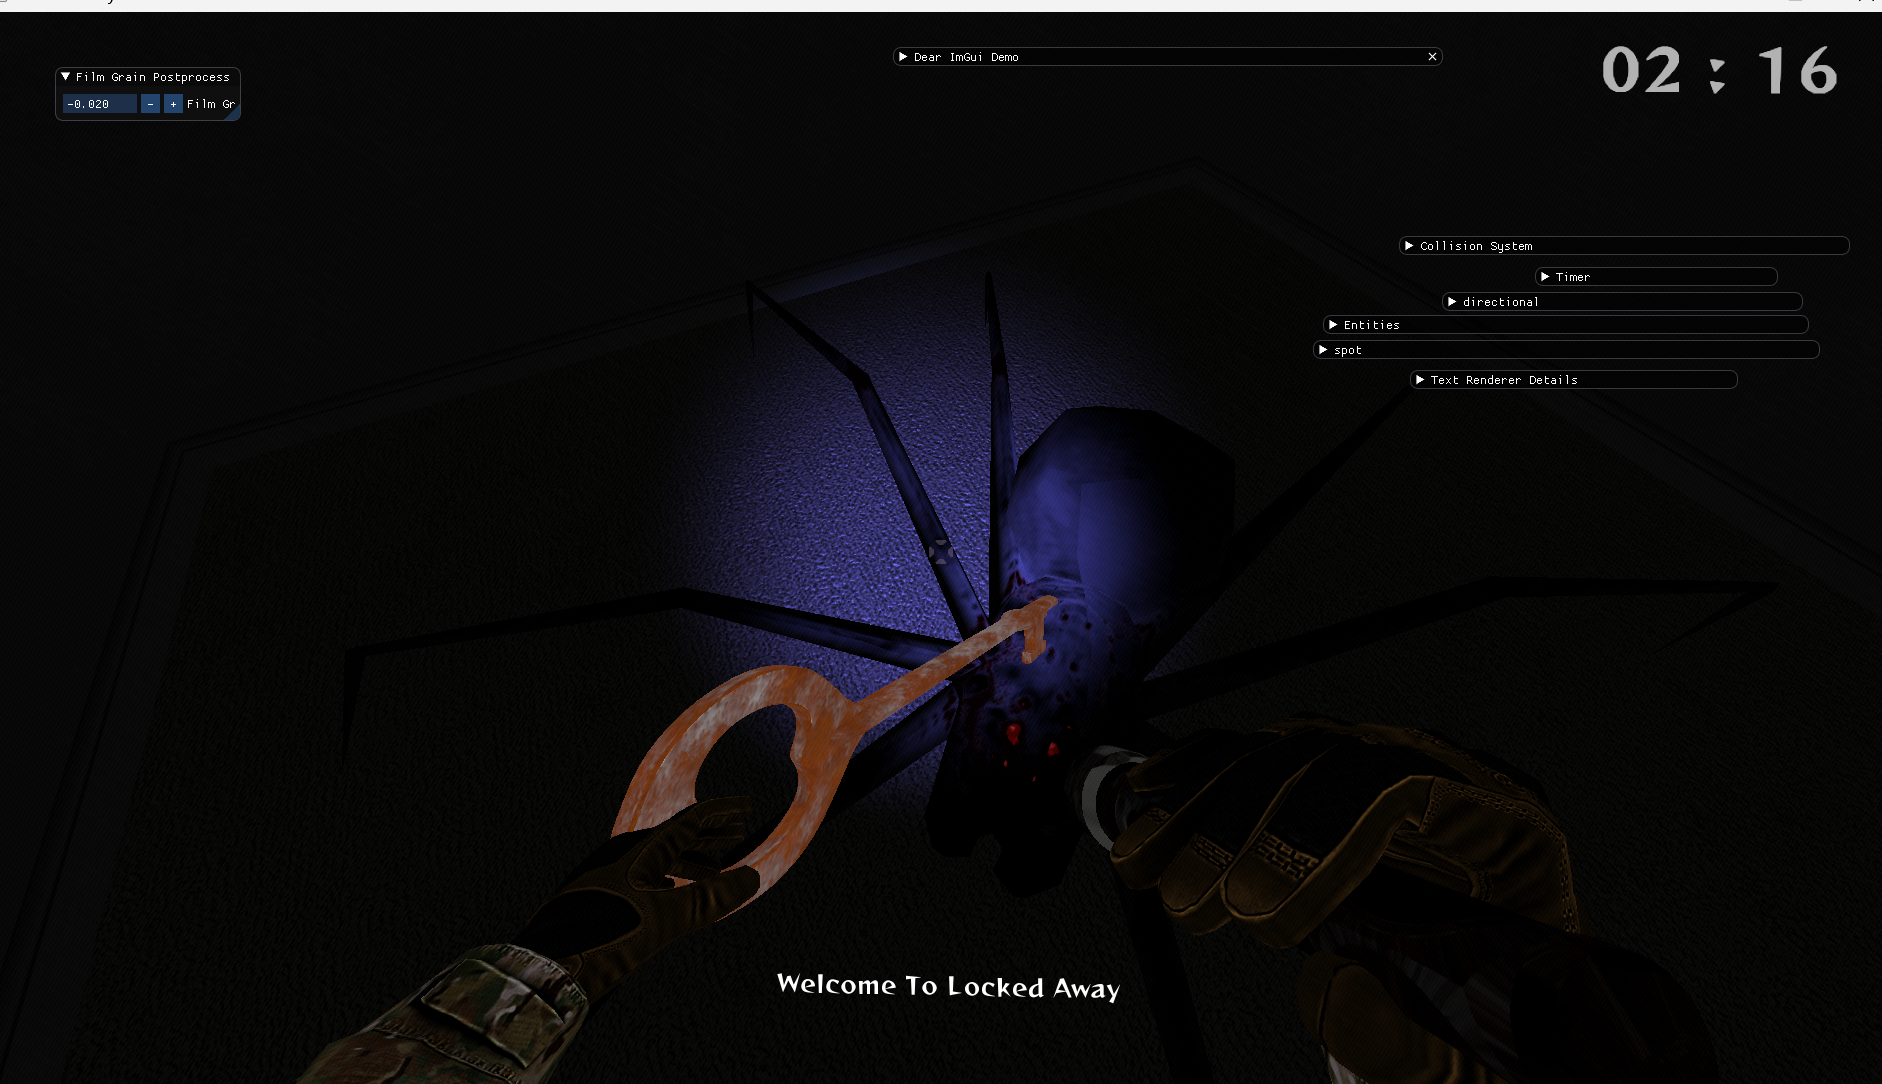 Dear ImGui Demo
02 : 16
Film Grain Postprocess
-0.020 - + Film Gr
Collision System
Timer
directional
Entities
spot
Text Renderer Details
Welcome To Locked Away